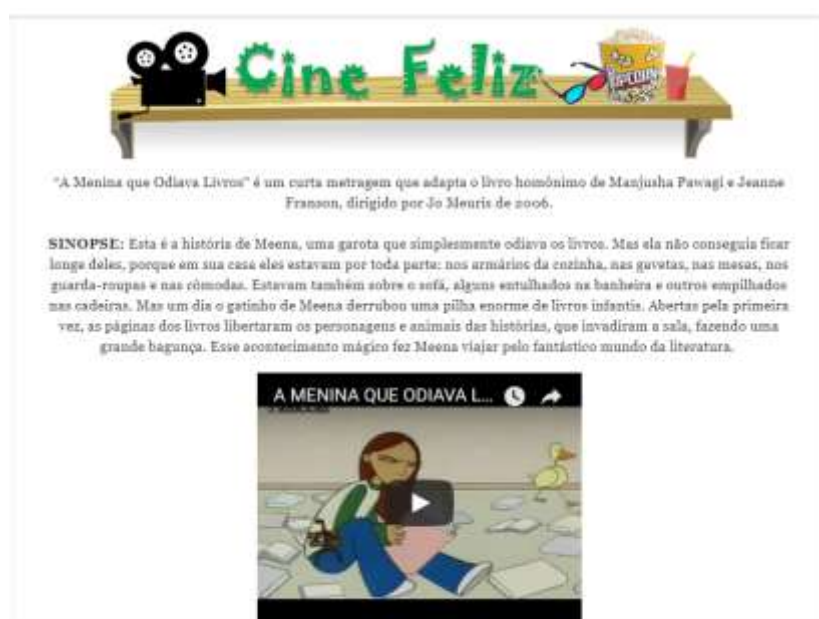 Cine Feliz
POPCORN
"A Menina que Odiava Livros" é um curta metragem que adapta o livro homônimo de Manjusha Pawagi e Jeanne
Franson, dirigido por Jo Meuris de 2006.
SINOPSE: Esta é a história de Meena, uma garota que simplesmente odiava os livros. Mas ela não conseguia ficar
longe deles, porque em sua casa eles estavam por toda parte: nos armários da cozinha, nas gavetas, nas mesas, nos
guarda-roupas e nas cômodas. Estavam também sobre o sofá, alguns entulhados na banheira e outros empilhados
nas cadeiras. Mas um dia o gatinho de Meena derrubou uma pilha enorme de livros infantis. Abertas pela primeira
vez, as páginas dos livros libertaram os personagens e animais das histórias, que invadiram a sala, fazendo uma
grande bagunça. Esse acontecimento mágico fez Meena viajar pelo fantástico mundo da literatura.
A MENINA QUE ODIAVA L...